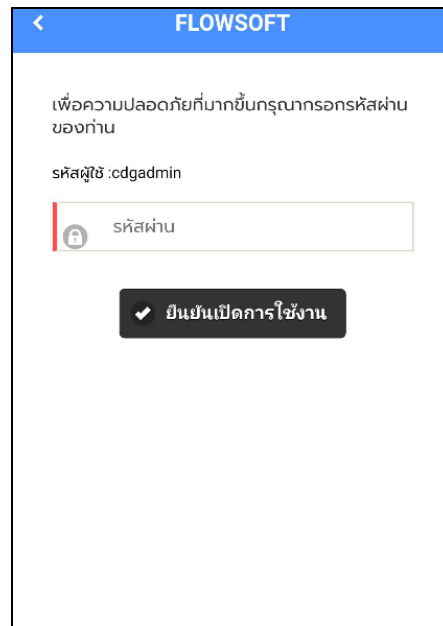 FLOWSOFT
เพื่อความปลอดภัยที่มากขึ้นกรุณากรอกรหัสผ่าน
ของท่าน
รหัสผู้ใช้ :cdgadmin
รหัสผ่าน
ยืนยันเปิดการใช้งาน